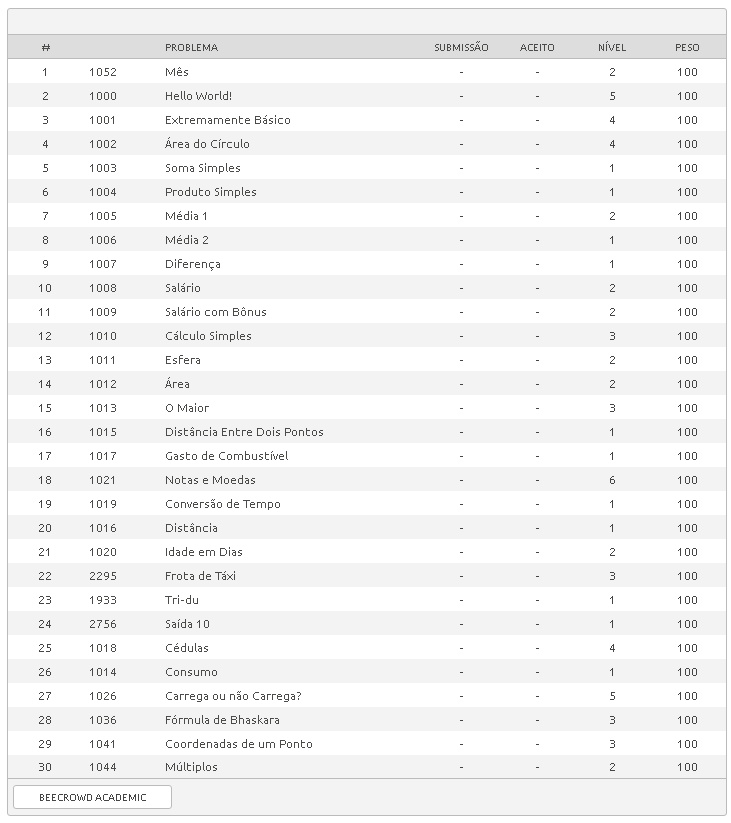 # PROBLEMA SUBMISSÃO ACEITO NÍVEL PESO
1 1052 Mês - - 2 100
2 1000 Hello World! - - 5 100
3 1001 Extremamente Básico - - 4 100
4 1002 Área do Círculo - - 4 100
5 1003 Soma Simples - - 1 100
6 1004 Produto Simples - - 1 100
7 1005 Média 1 - - 2 100
8 1006 Média 2 - - 1 100
9 1007 Diferença - - 1 100
10 1008 Salário - - 2 100
11 1009 Salário com Bônus - - 2 100
12 1010 Cálculo Simples - - 3 100
13 1011 Esfera - - 2 100
14 1012 Área - - 2 100
15 1013 O Maior - - 3 100
16 1015 Distância Entre Dois Pontos - - 1 100
17 1017 Gasto de Combustível - - 1 100
18 1021 Notas e Moedas - - 6 100
19 1019 Conversão de Tempo - - 1 100
20 1016 Distância - - 1 100
21 1020 Idade em Dias - - 2 100
22 2295 Frota de Táxi - - 3 100
23 1933 Tri-du - - 1 100
24 2756 Saída 10 - - 1 100
25 1018 Cédulas - - 4 100
26 1014 Consumo - - 1 100
27 1026 Carrega ou não Carrega? - - 5 100
28 1036 Fórmula de Bhaskara - - 3 100
29 1041 Coordenadas de um Ponto - - 3 100
30 1044 Múltiplos - - 2 100
BEECROWD ACADEMIC